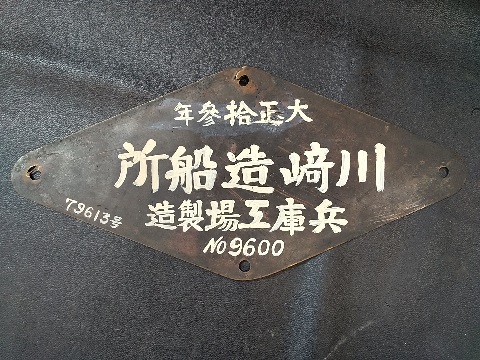 大正拾参年
川﨑造船所
兵庫工場製造
79613号
No9600